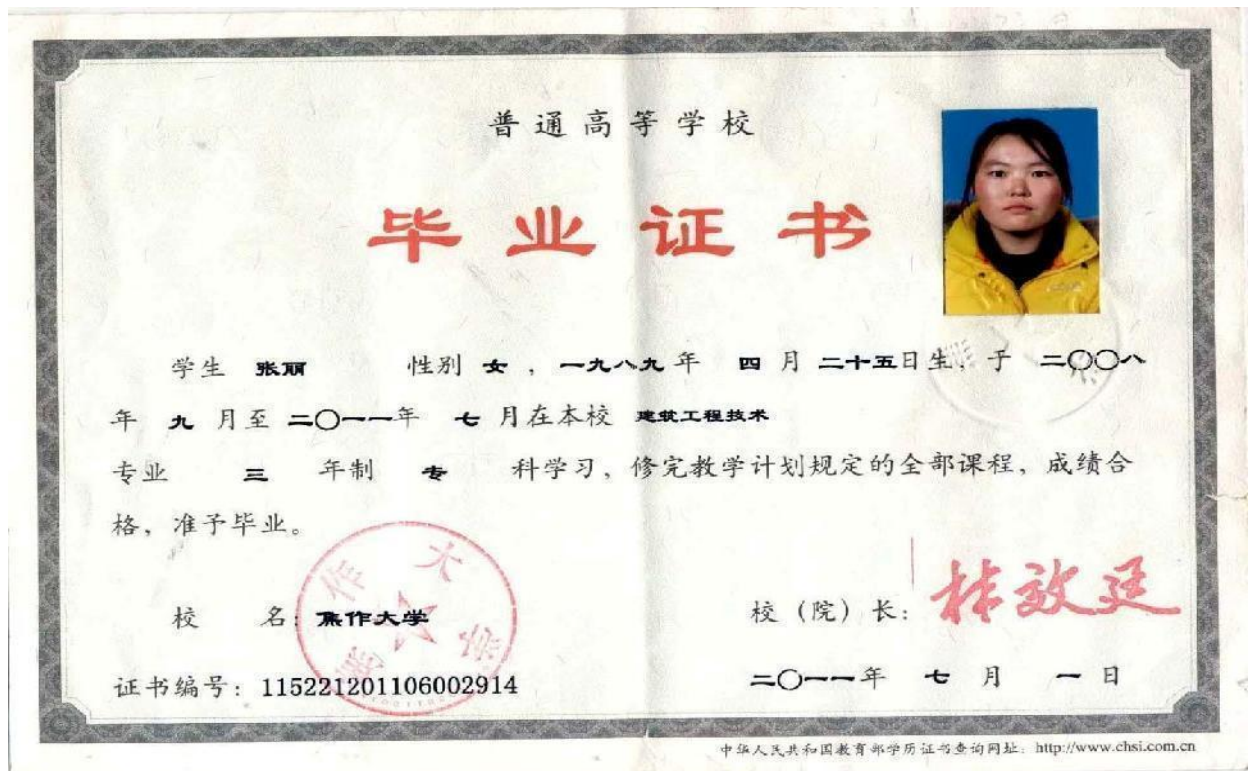 普通高等学校
毕业证书
学生 张丽 性别 女 ，一九八九 年 四 月 二十五日生，于 二〇〇八
年 九 月至 二〇一一年 七 月在本校 建筑工程技术
专业 三 年制 专 科学习，修完教学计划规定的全部课程，成绩合
格，准予毕业。
校 名：焦作大学
校（院）长：
焦作大学
证书编号：115221201106002914
二〇一一年 七 月 一 日
中华人民共和国教育部学历证书查询网址：http://www.chsi.com.cn